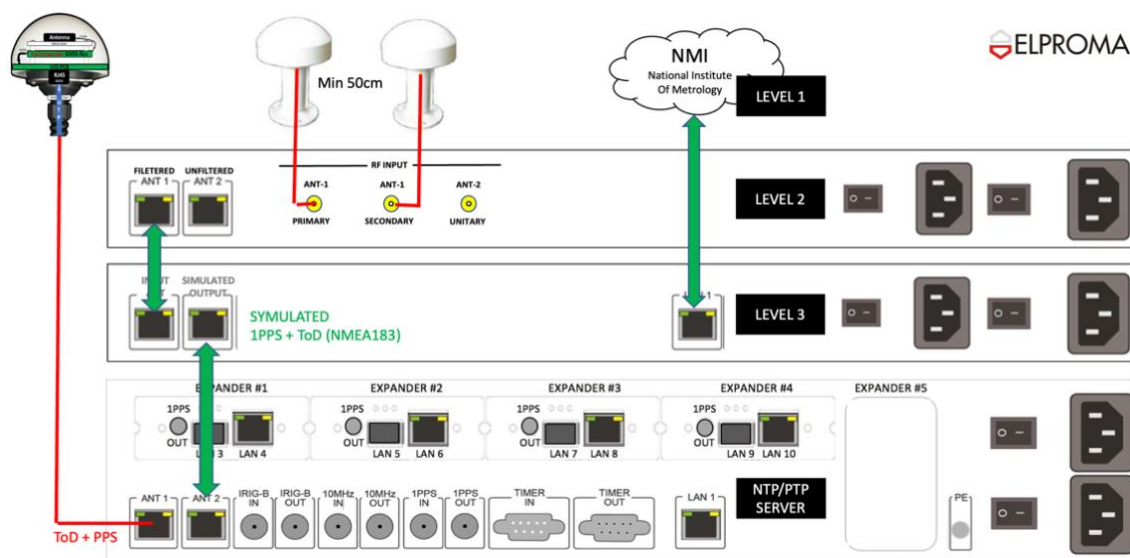 ELPROMA
Antenna
RJ45
Min 50cm
NMI
National Institute
Of Metrology
LEVEL 1
RF INPUT
FILETERED
ANT 1
UNFILTERED
ANT 2
ANT-1
PRIMARY
ANT-1
SECONDARY
ANT-2
UNITARY
LEVEL 2
SIMULATED
OUTPUT
SYMULATED
1PPS + ToD (NMEA183)
LEVEL 3
EXPANDER #1
EXPANDER #2
EXPANDER #3
EXPANDER #4
EXPANDER #5
1PPS
OUT
LAN 3
LAN 4
1PPS
OUT
LAN 5
LAN 6
1PPS
OUT
LAN 7
LAN 8
1PPS
OUT
LAN 9
LAN 10
NTP/PTP
SERVER
ToD + PPS
ANT 1
ANT 2
IRIG-B
IN
IRIG-B
OUT
10MHz
IN
10MHz
OUT
1PPS
IN
1PPS
OUT
TIMER
IN
TIMER
OUT
LAN 1
PE